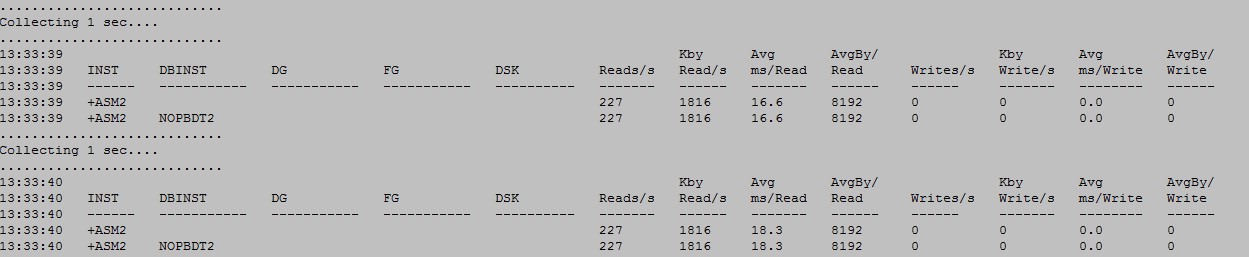 ............................
Collecting 1 sec....
............................
13:33:39                                                                             Kby      Avg       AvgBy/              Kby       Avg        AvgBy/
13:33:39   INST     DBINST        DG            FG            DSK          Reads/s   Read/s   ms/Read   Read      Writes/s   Write/s   ms/Write   Write
13:33:39   ------   -----------   -----------   -----------   ----------   -------   ------   -------   ------    ------     -------   --------   ------
13:33:39   +ASM2                                                           227       1816     16.6      8192      0          0         0.0        0
13:33:39   +ASM2    NOPBDT2                                                227       1816     16.6      8192      0          0         0.0        0
............................
Collecting 1 sec....
............................
13:33:40                                                                             Kby      Avg       AvgBy/              Kby       Avg        AvgBy/
13:33:40   INST     DBINST        DG            FG            DSK          Reads/s   Read/s   ms/Read   Read      Writes/s   Write/s   ms/Write   Write
13:33:40   ------   -----------   -----------   -----------   ----------   -------   ------   -------   ------    ------     -------   --------   ------
13:33:40   +ASM2                                                           227       1816     18.3      8192      0          0         0.0        0
13:33:40   +ASM2    NOPBDT2                                                227       1816     18.3      8192      0          0         0.0        0